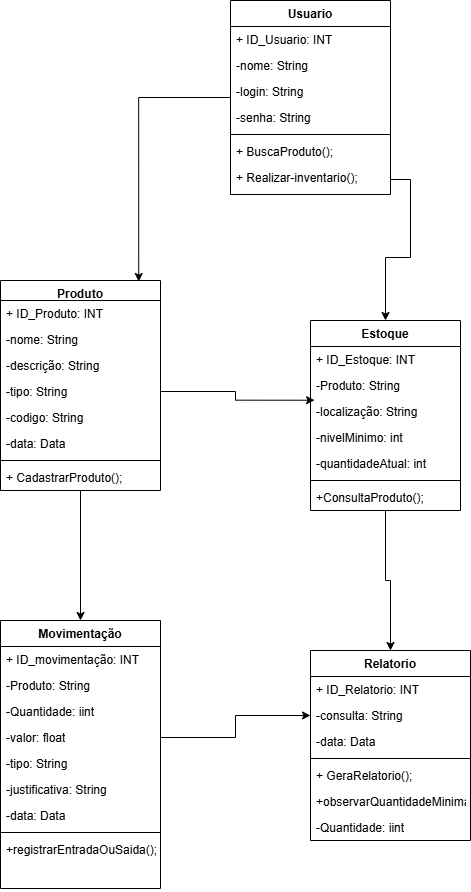 Usuario
+ ID_Usuario: INT
-nome: String
-login: String
-senha: String
+ BuscaProduto();
+ Realizar-inventario();
Produto
+ ID_Produto: INT
-nome: String
-descrição: String
-tipo: String
-codigo: String
-data: Data
+ CadastrarProduto();
Estoque
+ ID_Estoque: INT
-Produto: String
-localização: String
-nivelMinimo: int
-quantidadeAtual: int
+ConsultaProduto();
Movimentação
+ ID_movimentação: INT
-Produto: String
-Quantidade: iint
-valor: float
-tipo: String
-justificativa: String
-data: Data
+registrarEntradaOuSaida();
Relatorio
+ ID_Relatorio: INT
-consulta: String
-data: Data
+ GeraRelatorio();
+observarQuantidadeMinima
-Quantidade: iint